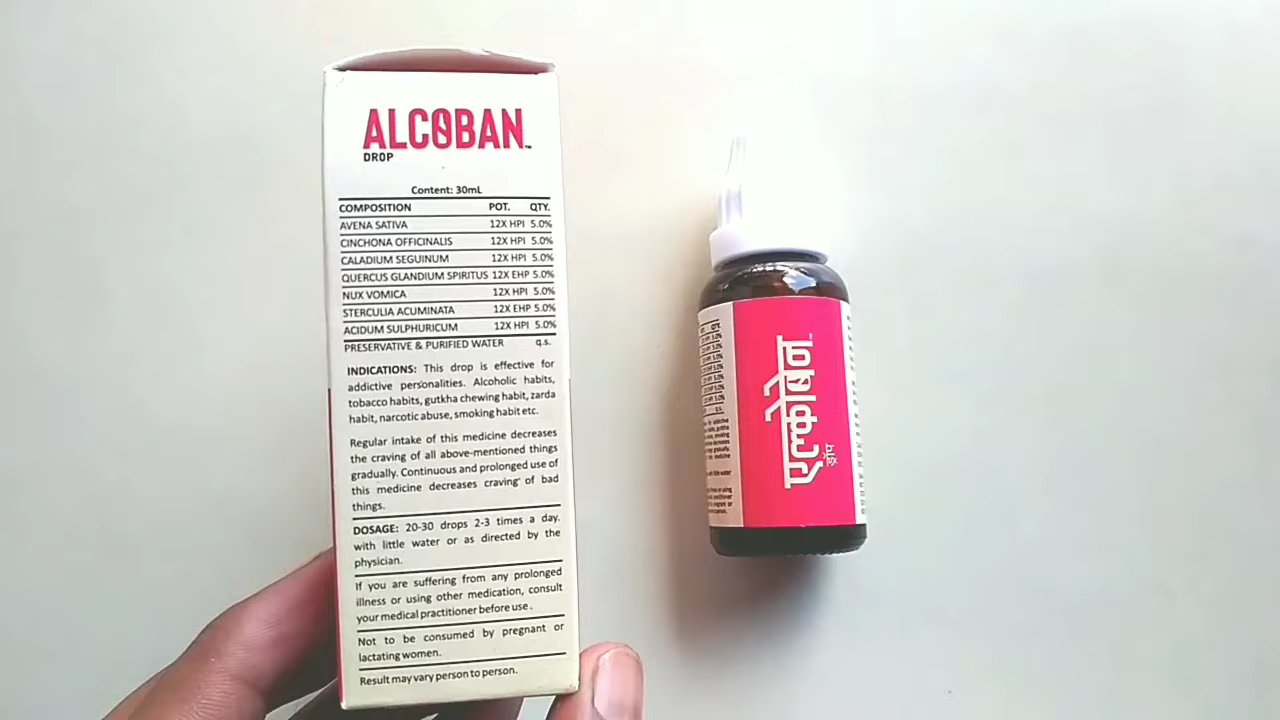 ALCOBAN™
DROP
Content: 30mL
COMPOSITION POT. QTY.
AVENA SATIVA 12X HPI 5.0%
CINCHONA OFFICINALIS 12X HPI 5.0%
CALADIUM SEGUINUM 12X HPI 5.0%
QUERCUS GLANDIUM SPIRITUS 12X EHP 5.0%
NUX VOMICA 12X HPI 5.0%
STERCULIA ACUMINATA 12X EHP 5.0%
ACIDUM SULPHURICUM 12X HPI 5.0%
PRESERVATIVE & PURIFIED WATER q.s.
INDICATIONS: This drop is effective for
addictive personalities. Alcoholic habits,
tobacco habits, gutkha chewing habit, zarda
habit, narcotic abuse, smoking habit etc.
Regular intake of this medicine decreases
the craving of all above-mentioned things
gradually. Continuous and prolonged use of
this medicine decreases craving of bad
things.
DOSAGE: 20-30 drops 2-3 times a day.
with little water or as directed by the
physician.
If you are suffering from any prolonged
illness or using other medication, consult
your medical practitioner before use .
Not to be consumed by pregnant or
lactating women.
Result may vary person to person.
एल्कोबेन
ड्रॉप